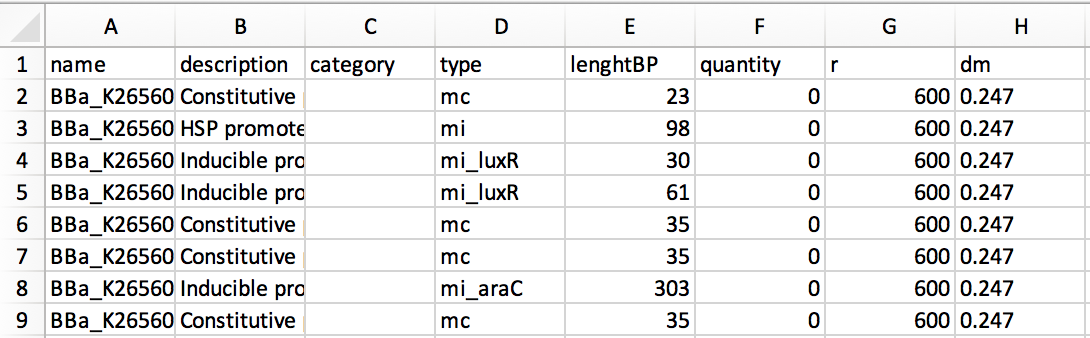 A B C D E F G H
1 name description category type lenghtBP quantity r dm
2 BBa_K26560 Constitutive mc 23 0 600 0.247
3 BBa_K26560 HSP promote mi 98 0 600 0.247
4 BBa_K26560 Inducible pro mi_luxR 30 0 600 0.247
5 BBa_K26560 Inducible pro mi_luxR 61 0 600 0.247
6 BBa_K26560 Constitutive mc 35 0 600 0.247
7 BBa_K26560 Constitutive mc 35 0 600 0.247
8 BBa_K26560 Inducible pro mi_araC 303 0 600 0.247
9 BBa_K26560 Constitutive mc 35 0 600 0.247